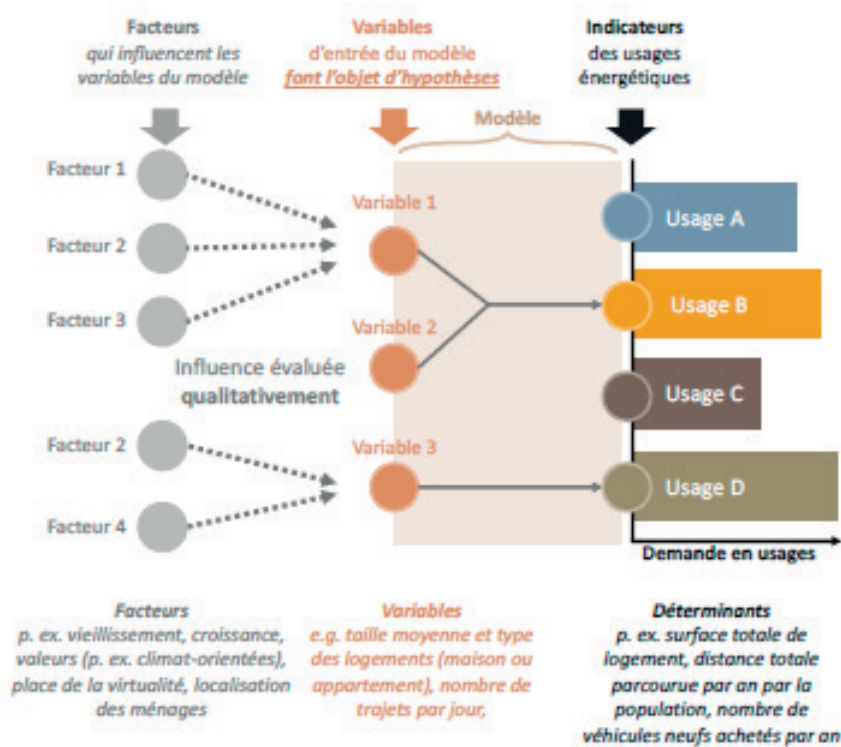 Facteurs
qui influencent les
variables du modèle
Variables
d'entrée du modèle
font l'objet d'hypothèses
Indicateurs
des usages
énergétiques
Modèle
Facteur 1
Facteur 2
Facteur 3
Variable 1
Variable 2
Influence évaluée
qualitativement
Facteur 2
Facteur 4
Variable 3
Usage A
Usage B
Usage C
Usage D
Demande en usages
Facteurs
p. ex. vieillissement, croissance,
valeurs (p. ex. climat-orientées),
place de la virtualité, localisation
des ménages
Variables
e.g. taille moyenne et type
des logements (maison ou
appartement), nombre de
trajets par jour,
Déterminants
p. ex. surface totale de
logement, distance totale
parcourue par an par la
population, nombre de
véhicules neufs achetés par an